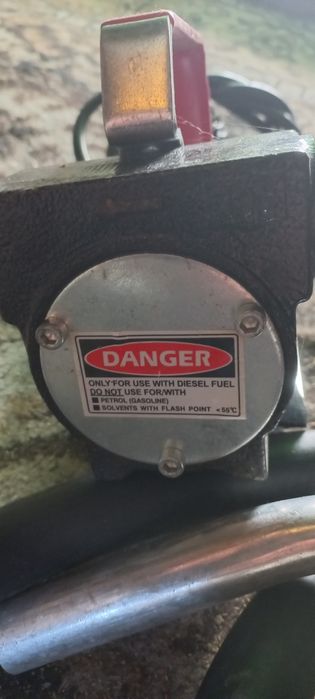 DANGER
ONLY FOR USE WITH DIESEL FUEL
DO NOT USE FOR/WITH
■ PETROL (GASOLINE)
■ SOLVENTS WITH FLASH POINT <55℃